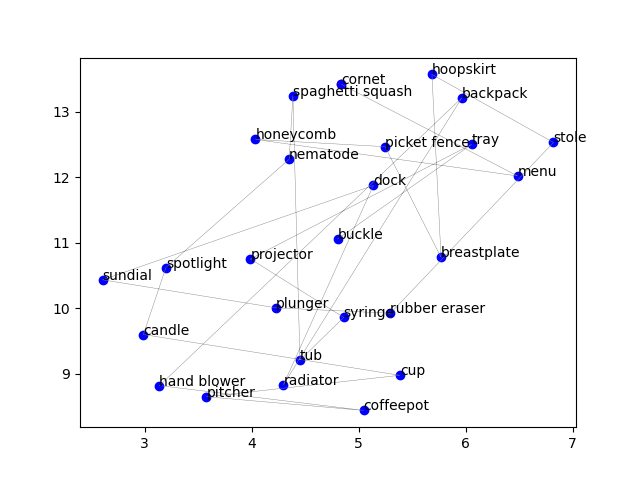 hoopskirt
cornet
spaghetti squash
backpack
13
honeycomb
picket fence
tray
stole
nematode
12
menu
dock
buckle
11
projector
breastplate
spotlight
sundial
plunger
10
syringe
rubber eraser
candle
tub
9
cup
hand blower
radiator
pitcher
coffeepot
3
4
5
6
7